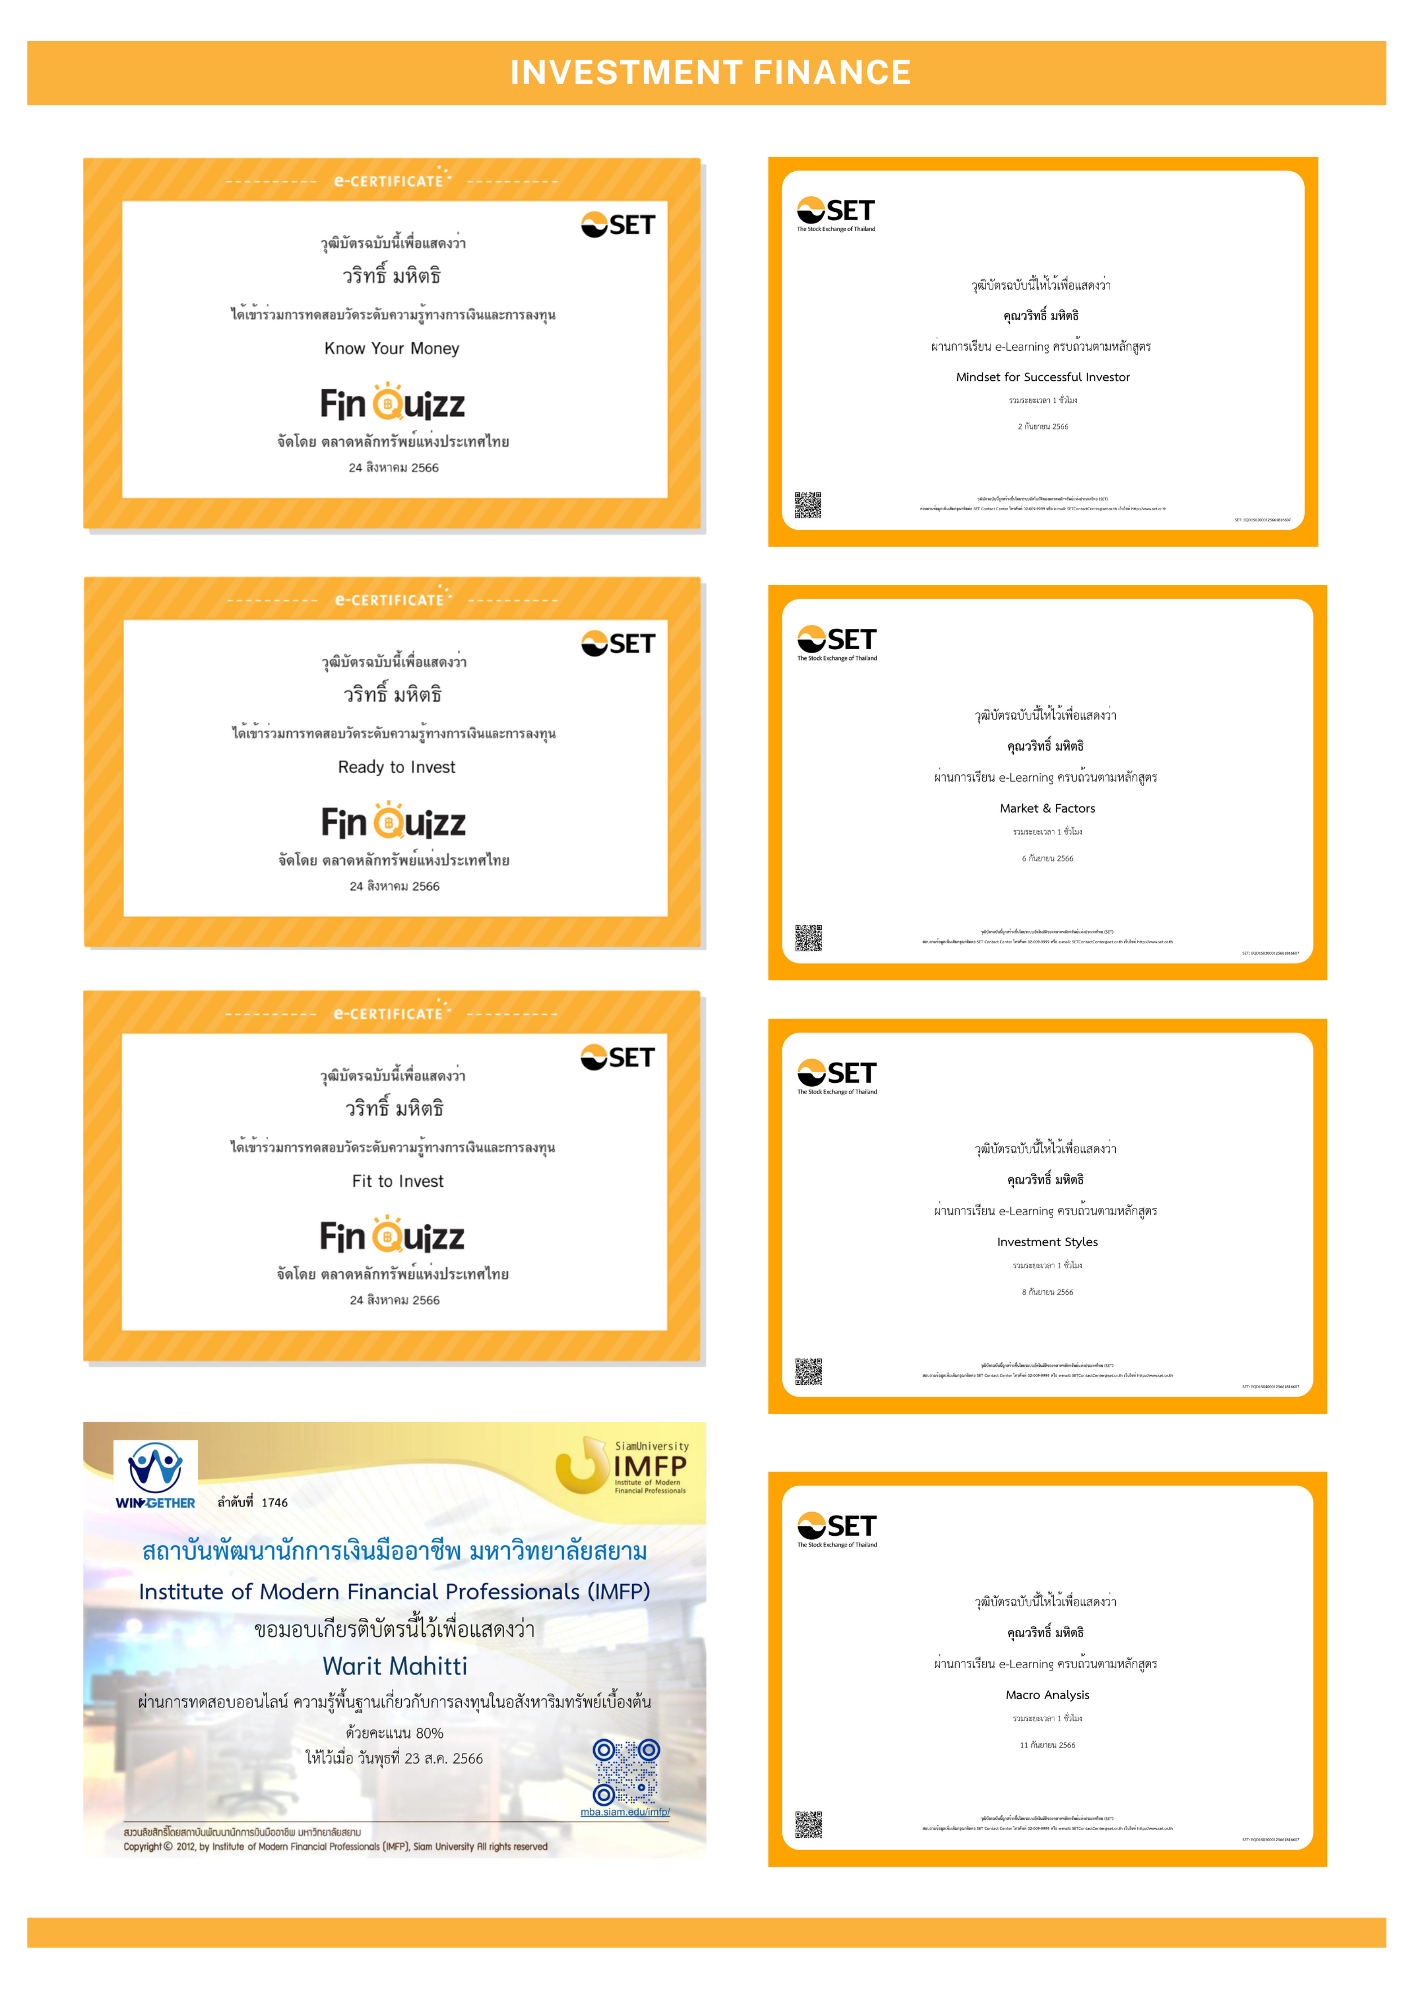 INVESTMENT FINANCE
e-CERTIFICATE
SET
วุฒิบัตรฉบับนี้เพื่อแสดงว่า
วริทธิ์ มหิตธิ
ได้เข้าร่วมการทดสอบวัดระดับความรู้ทางการเงินและการลงทุน
Know Your Money
Fin Quizz
จัดโดย ตลาดหลักทรัพย์แห่งประเทศไทย
24 สิงหาคม 2566
e-CERTIFICATE
SET
วุฒิบัตรฉบับนี้เพื่อแสดงว่า
วริทธิ์ มหิตธิ
ได้เข้าร่วมการทดสอบวัดระดับความรู้ทางการเงินและการลงทุน
Ready to Invest
Fin Quizz
จัดโดย ตลาดหลักทรัพย์แห่งประเทศไทย
24 สิงหาคม 2566
e-CERTIFICATE
SET
วุฒิบัตรฉบับนี้เพื่อแสดงว่า
วริทธิ์ มหิตธิ
ได้เข้าร่วมการทดสอบวัดระดับความรู้ทางการเงินและการลงทุน
Fit to Invest
Fin Quizz
จัดโดย ตลาดหลักทรัพย์แห่งประเทศไทย
24 สิงหาคม 2566
WIN2GETHER
ลำดับที่ 1746
SiamUniversity
IMFP
Institute of Modern
Financial Professionals
สถาบันพัฒนานักการเงินมืออาชีพ มหาวิทยาลัยสยาม
Institute of Modern Financial Professionals (IMFP)
ขอมอบเกียรติบัตรนี้ไว้เพื่อแสดงว่า
Warit Mahitti
ผ่านการทดสอบออนไลน์ ความรู้พื้นฐานเกี่ยวกับการลงทุนในอสังหาริมทรัพย์เบื้องต้น
ด้วยคะแนน 80%
ให้ไว้เมื่อ วันพุธที่ 23 ส.ค. 2566
mba.siam.edu/imfp/
สงวนลิขสิทธิ์โดยสถาบันพัฒนานักการเงินมืออาชีพ มหาวิทยาลัยสยาม
Copyright© 2012, by Institute of Modern Financial Professionals (IMFP), Siam University All rights reserved
SET
The Stock Exchange of Thailand
วุฒิบัตรฉบับนี้ให้ไว้เพื่อแสดงว่า
คุณวริทธิ์ มหิตธิ
ผ่านการเรียน e-Learning ครบถ้วนตามหลักสูตร
Mindset for Successful Investor
รวมระยะเวลา 1 ชั่วโมง
2 กันยายน 2566
SET
The Stock Exchange of Thailand
วุฒิบัตรฉบับนี้ให้ไว้เพื่อแสดงว่า
คุณวริทธิ์ มหิตธิ
ผ่านการเรียน e-Learning ครบถ้วนตามหลักสูตร
Market & Factors
รวมระยะเวลา 1 ชั่วโมง
6 กันยายน 2566
SET
The Stock Exchange of Thailand
วุฒิบัตรฉบับนี้ให้ไว้เพื่อแสดงว่า
คุณวริทธิ์ มหิตธิ
ผ่านการเรียน e-Learning ครบถ้วนตามหลักสูตร
Investment Styles
รวมระยะเวลา 1 ชั่วโมง
8 กันยายน 2566
SET
The Stock Exchange of Thailand
วุฒิบัตรฉบับนี้ให้ไว้เพื่อแสดงว่า
คุณวริทธิ์ มหิตธิ
ผ่านการเรียน e-Learning ครบถ้วนตามหลักสูตร
Macro Analysis
รวมระยะเวลา 1 ชั่วโมง
11 กันยายน 2566